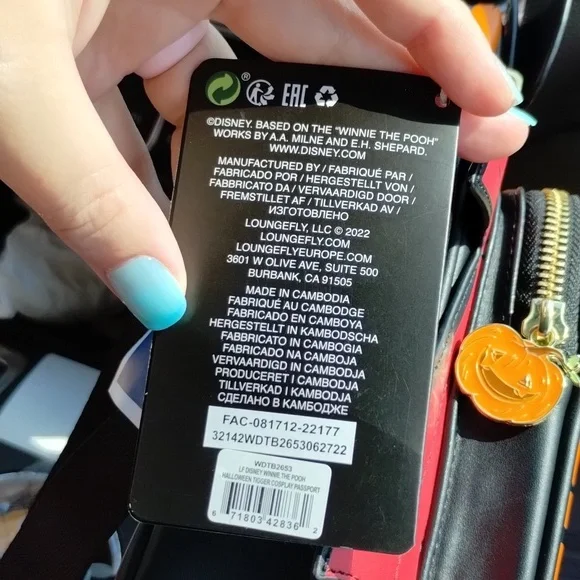 ®
EAC
©DISNEY. BASED ON THE "WINNIE THE POOH"
WORKS BY A.A. MILNE AND E.H. SHEPARD.
WWW.DISNEY.COM
MANUFACTURED BY / FABRIQUÉ PAR /
FABRICADO POR / HERGESTELLT VON /
FABBRICATO DA / VERVAARDIGD DOOR /
FREMSTILLET AF / TILLVERKAD AV /
ИЗГОТОВЛЕНО
LOUNGEFLY, LLC © 2022
LOUNGEFLY.COM
LOUNGEFLYEUROPE.COM
3601 W OLIVE AVE, SUITE 500
BURBANK, CA 91505
MADE IN CAMBODIA
FABRIQUÉ AU CAMBODGE
FABRICADO EN CAMBOYA
HERGESTELLT IN KAMBODSCHA
FABBRICATO IN CAMBOGIA
FABRICADO NA CAMBOJA
VERVAARDIGD IN CAMBODJA
PRODUCERET I CAMBODJA
TILLVERKAD I KAMBODJA
СДЕЛАНО В КАМБОДЖЕ
FAC-081712-22177
32142WDTB2653062722
WDTB2653
LF DISNEY WINNIE THE POOH
HALLOWEEN TIGGER COSPLAY PASSPORT
6 71803 42836 2